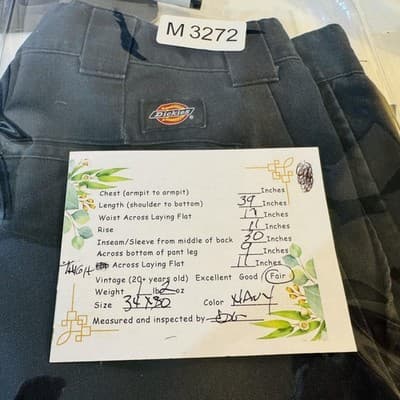 M 3272
Dickies
Chest (armpit to armpit) Inches
Length (shoulder to bottom) 39 Inches
Waist Across Laying Flat 17 Inches
Rise 11 Inches
Inseam/Sleeve from middle of back 30 Inches
Across bottom of pant leg 9 Inches
THIGH Across Laying Flat 11 Inches
Vintage (20+ years old) Excellent Good Fair
Weight 1 lb 2 oz
Size 34X30 Color NAVY
Measured and inspected by